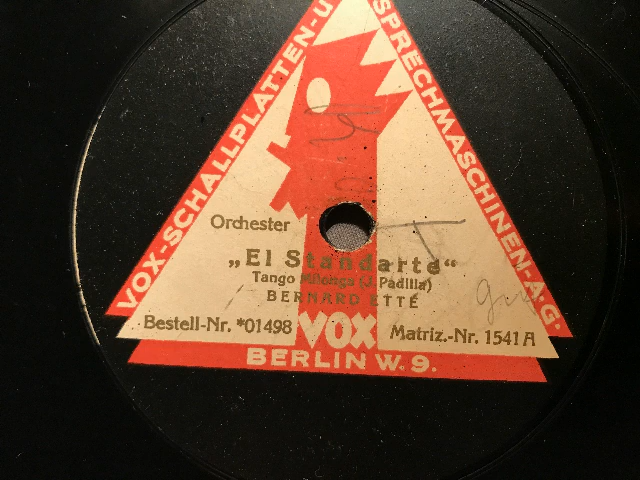 VOX-SCHALLPLATTEN-U
SPRECHMASCHINEN-A.G.
Orchester
„El Standarte“
Tango Milonga (J. Padilla)
BERNARD ETTÉ
Bestell-Nr. *01498
VOX
Matriz.-Nr. 1541 A
BERLIN W. 9.